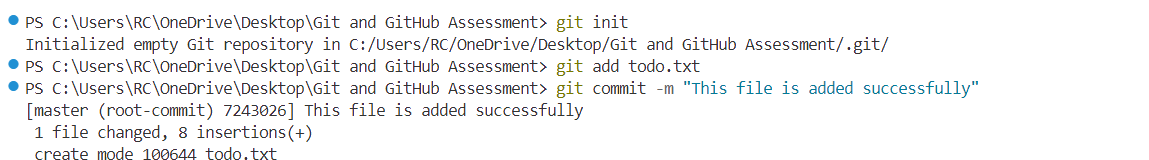 PS C:\Users\RC\OneDrive\Desktop\Git and GitHub Assessment> git init
Initialized empty Git repository in C:/Users/RC/OneDrive/Desktop/Git and GitHub Assessment/.git/
PS C:\Users\RC\OneDrive\Desktop\Git and GitHub Assessment> git add todo.txt
PS C:\Users\RC\OneDrive\Desktop\Git and GitHub Assessment> git commit -m "This file is added successfully"
[master (root-commit) 7243026] This file is added successfully
 1 file changed, 8 insertions(+)
 create mode 100644 todo.txt